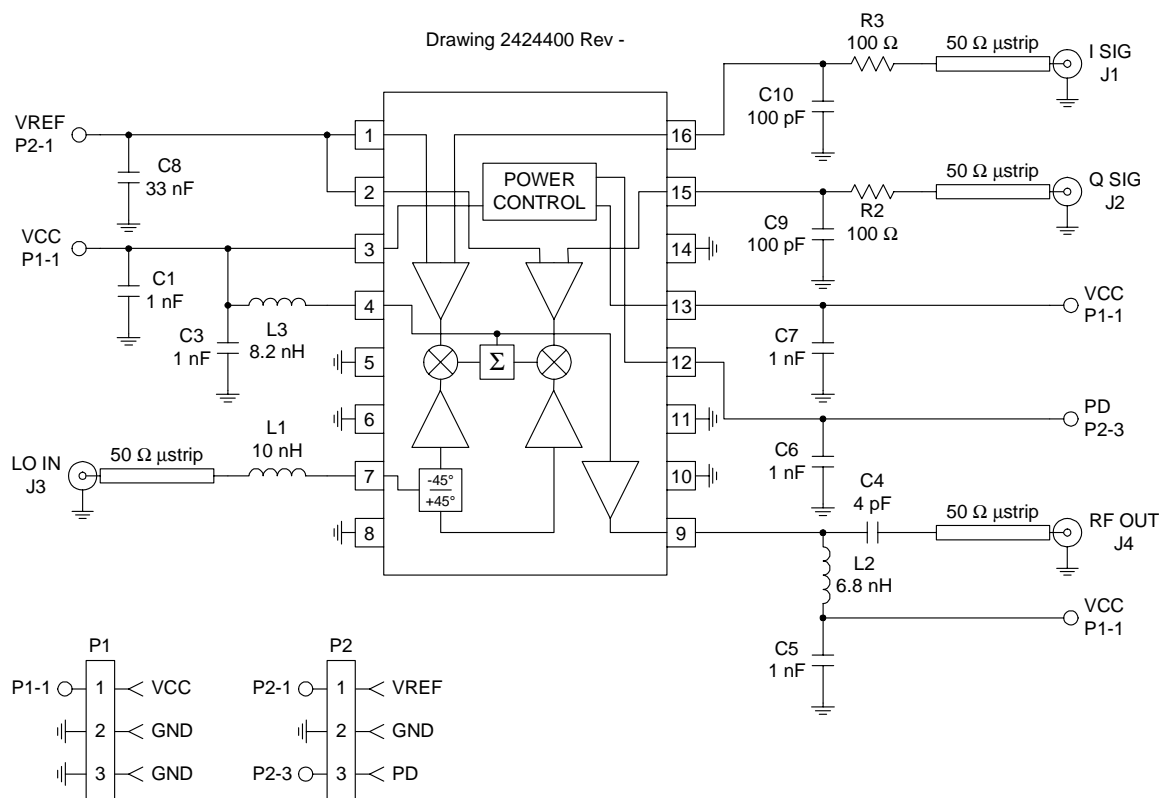 Drawing 2424400 Rev -
R3
100 Ω
50 Ω µstrip
I SIG
J1
C10
100 pF
VREF
P2-1
1
16
C8
33 nF
POWER
CONTROL
2
15
50 Ω µstrip
Q SIG
J2
R2
100 Ω
C9
100 pF
VCC
P1-1
3
14
C1
1 nF
4
13
VCC
P1-1
C3
1 nF
L3
8.2 nH
C7
1 nF
5
Σ
12
6
11
PD
P2-3
L1
10 nH
C6
1 nF
LO IN
J3
50 Ω µstrip
7
-45°
+45°
10
C4
4 pF
50 Ω µstrip
RF OUT
J4
8
9
L2
6.8 nH
VCC
P1-1
C5
1 nF
P1
P1-1
1
VCC
2
GND
3
GND
P2
P2-1
1
VREF
2
GND
P2-3
3
PD